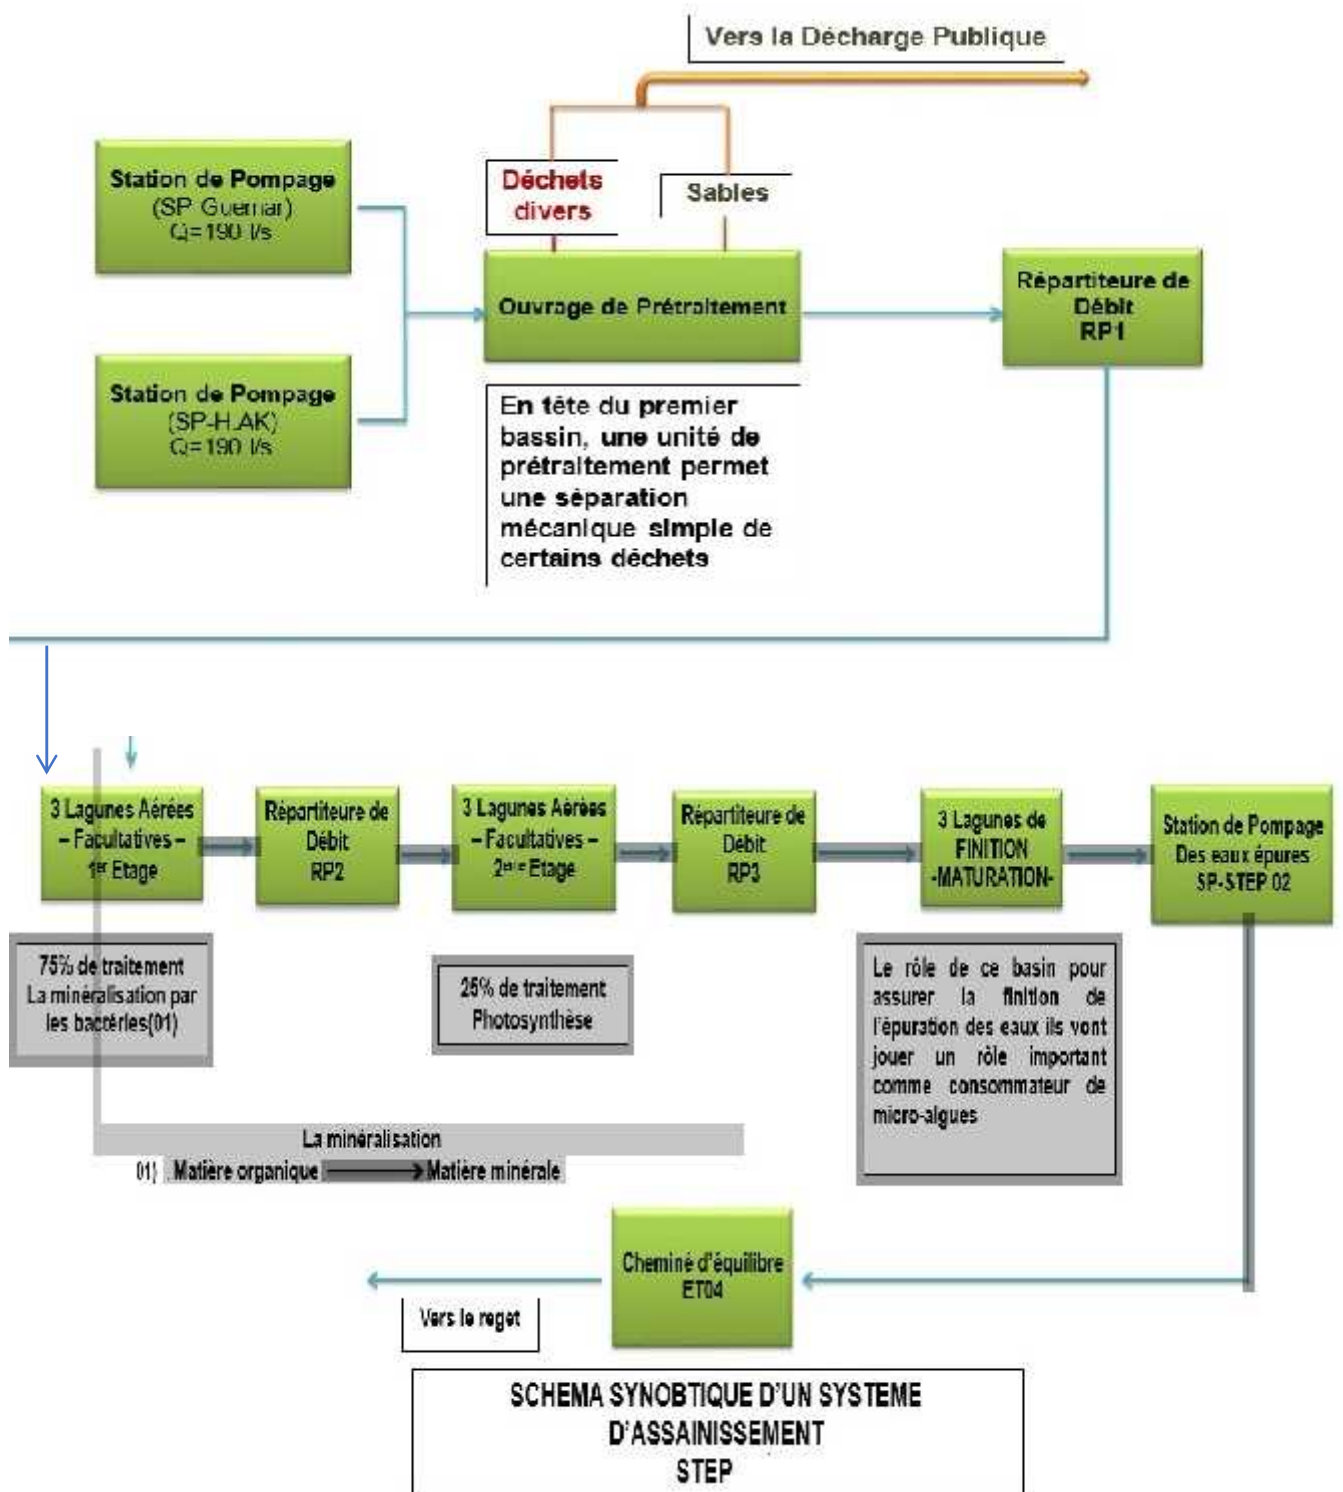 Vers la Décharge Publique
Station de Pompage
(SP Guemar)
Q=190 l/s
Déchets
divers
Sables
Ouvrage de Prétraitement
Répartiteure de
Débit
RP1
Station de Pompage
(SP-H.AK)
Q=190 l/s
En tête du premier
bassin, une unité de
prétraitement permet
une séparation
mécanique simple de
certains déchets
3 Lagunes Aérées
– Facultatives –
1er Etage
Répartiteure de
Débit
RP2
3 Lagunes Aérées
– Facultatives –
2eme Etage
Répartiteure de
Débit
RP3
3 Lagunes de
FINITION
-MATURATION-
Station de Pompage
Des eaux épures
SP-STEP 02
75% de traitement
La minéralisation par
les bactéries(01)
25% de traitement
Photosynthèse
Le rôle de ce basin pour
assurer la finition de
l'épuration des eaux ils vont
jouer un rôle important
comme consommateur de
micro-algues
La minéralisation
01) Matière organique Matière minérale
Cheminé d'équilibre
ET04
Vers le reget
SCHEMA SYNOBTIQUE D'UN SYSTEME
D'ASSAINISSEMENT
STEP